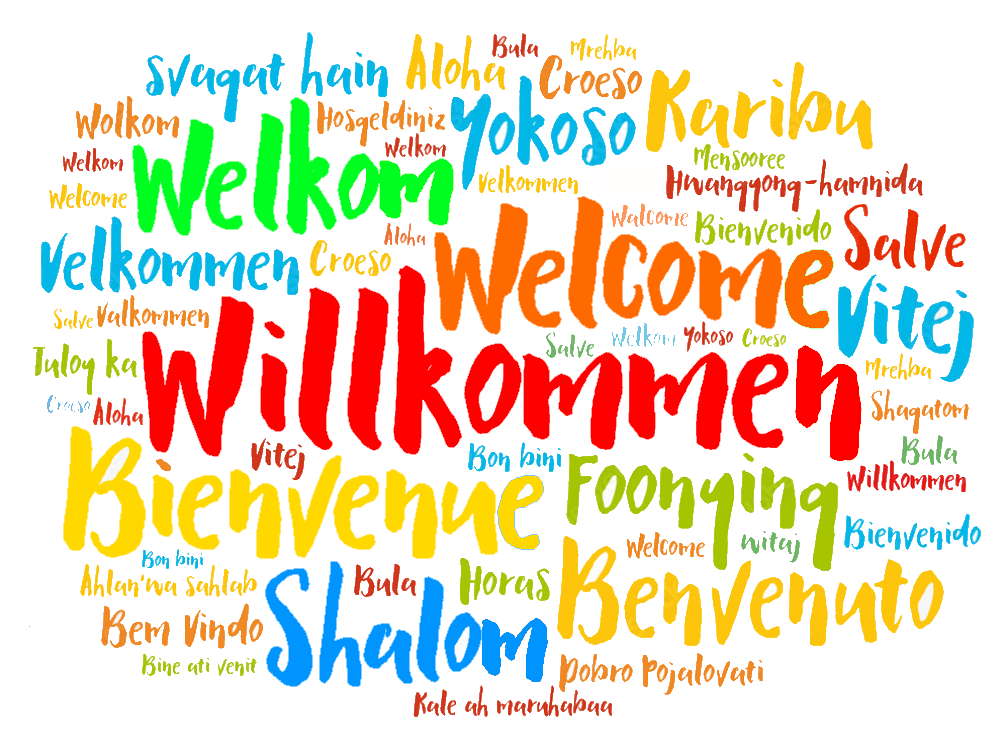 Bula
Mrehba
svagat hain
Aloha
Croeso
Karibu
Wolkom
Hosgeldiniz
Yokoso
Welkom
Welkom
Welkom
Mensooree
Velkommen
Hwangyong-hamnida
Welcome
Walcome
Bienvenido
Salve
Aloha
Velkommen
Croeso
Welcome
Vitej
Salve
Valkommen
Willkommen
Salve
Welkom
Yokoso
Croeso
Tuloy ka
Mrehba
Croeso
Aloha
Shagatom
Vitej
Bon bini
Bula
Bienvenue
Foonying
Willkommen
Bienvenido
Welcome
witaj
Bon bini
Ahlan'wa sahlab
Bula
Horas
Benvenuto
Shalom
Bem Vindo
Bine ati venit
Dobro Pojalovati
Kale ah maruhabaa